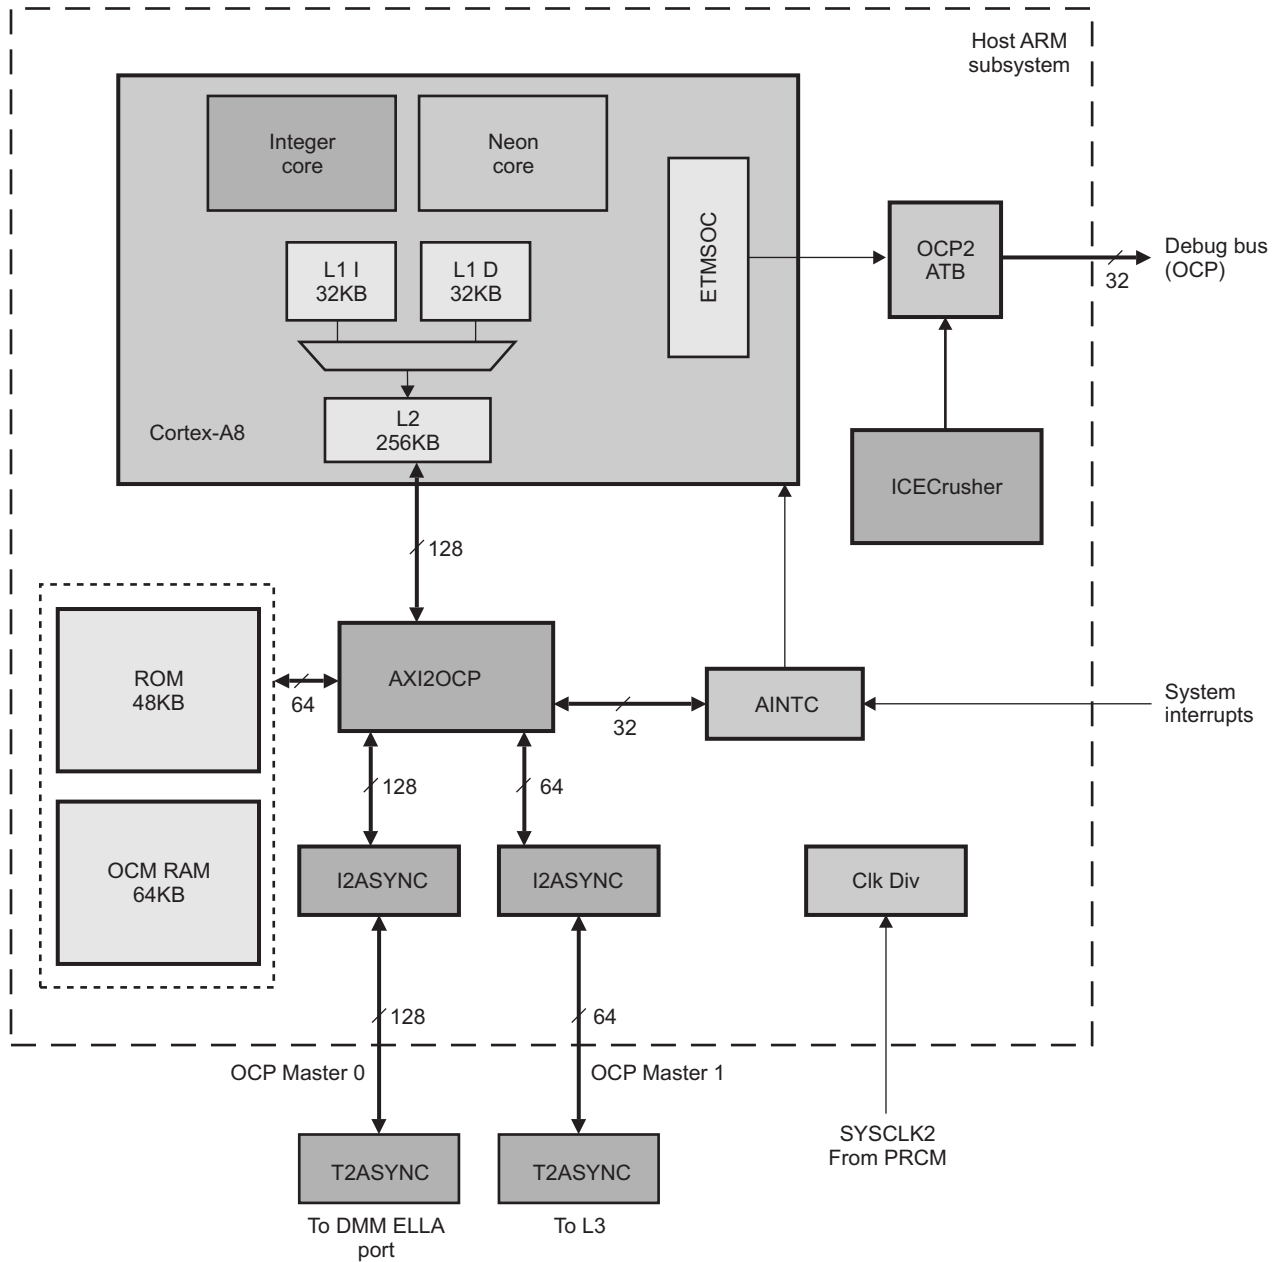 Host ARM
subsystem
Integer
core
Neon
core
ETMSOC
OCP2
ATB
Debug bus
(OCP)
32
L1 I
32KB
L1 D
32KB
L2
256KB
Cortex-A8
ICECrusher
128
ROM
48KB
64
AXI2OCP
32
AINTC
System
interrupts
128
64
OCM RAM
64KB
I2ASYNC
I2ASYNC
Clk Div
128
64
OCP Master 0
OCP Master 1
SYSCLK2
From PRCM
T2ASYNC
T2ASYNC
To DMM ELLA
port
To L3